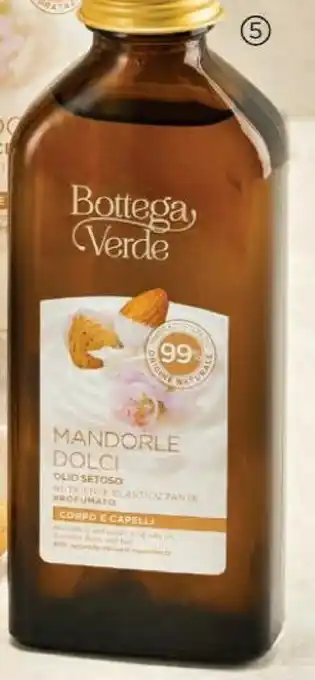 5
Bottega
Verde
99%
ORIGINE NATURALE
MANDORLE
DOLCI
OLIO SETOSO
NUTRIENTE ELASTICIZZANTE
PROFUMATO
CORPO E CAPELLI